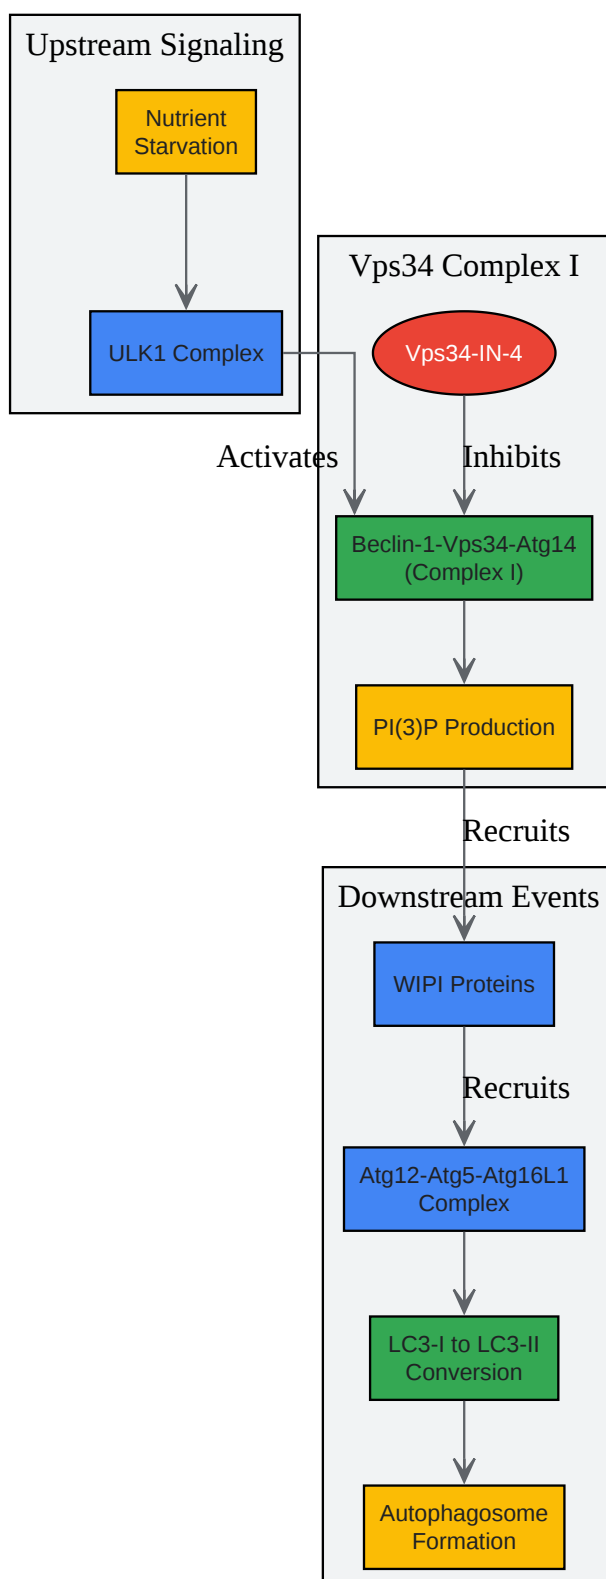 Upstream Signaling
Nutrient
Starvation
ULK1 Complex
Vps34 Complex I
Vps34-IN-4
Activates
Inhibits
Beclin-1-Vps34-Atg14
(Complex I)
PI(3)P Production
Recruits
Downstream Events
WIPI Proteins
Recruits
Atg12-Atg5-Atg16L1
Complex
LC3-I to LC3-II
Conversion
Autophagosome
Formation